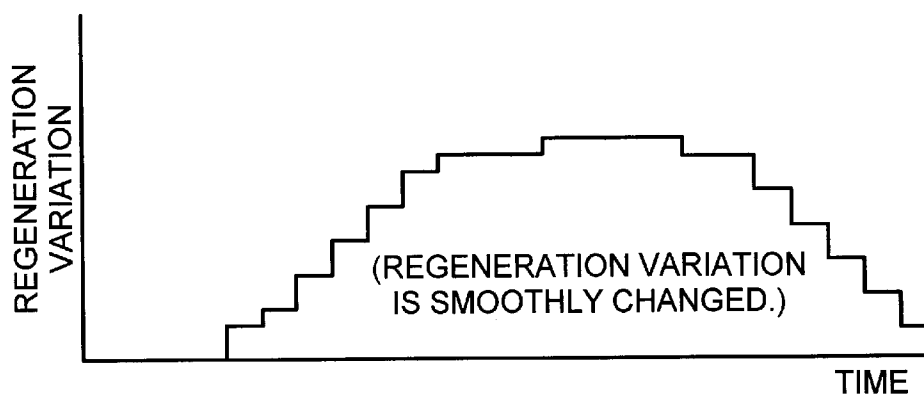 REGENERATION
VARIATION
(REGENERATION VARIATION
IS SMOOTHLY CHANGED.)
TIME